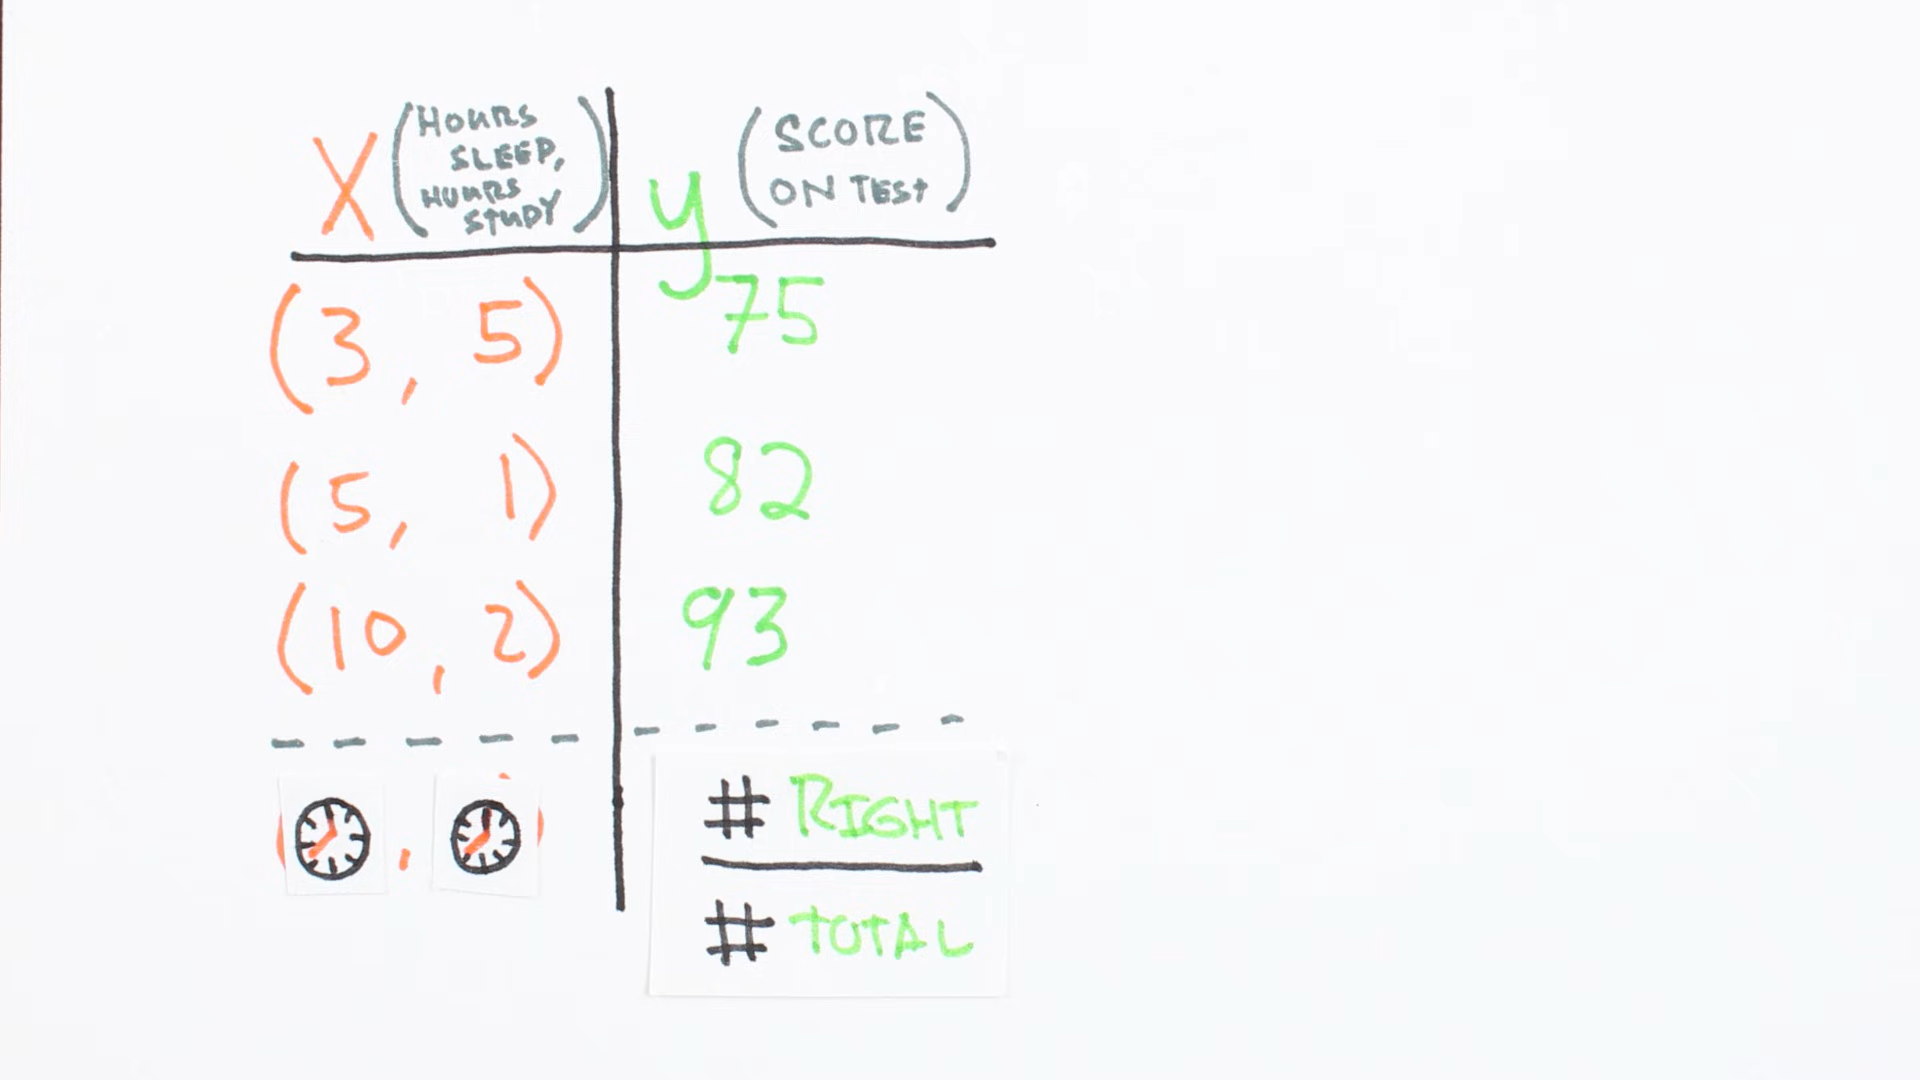 X (HOURS
SLEEP,
HOURS
STUDY)
y (SCORE
ON TEST)
(3, 5) 75
(5, 1) 82
(10, 2) 93
# RIGHT
# TOTAL